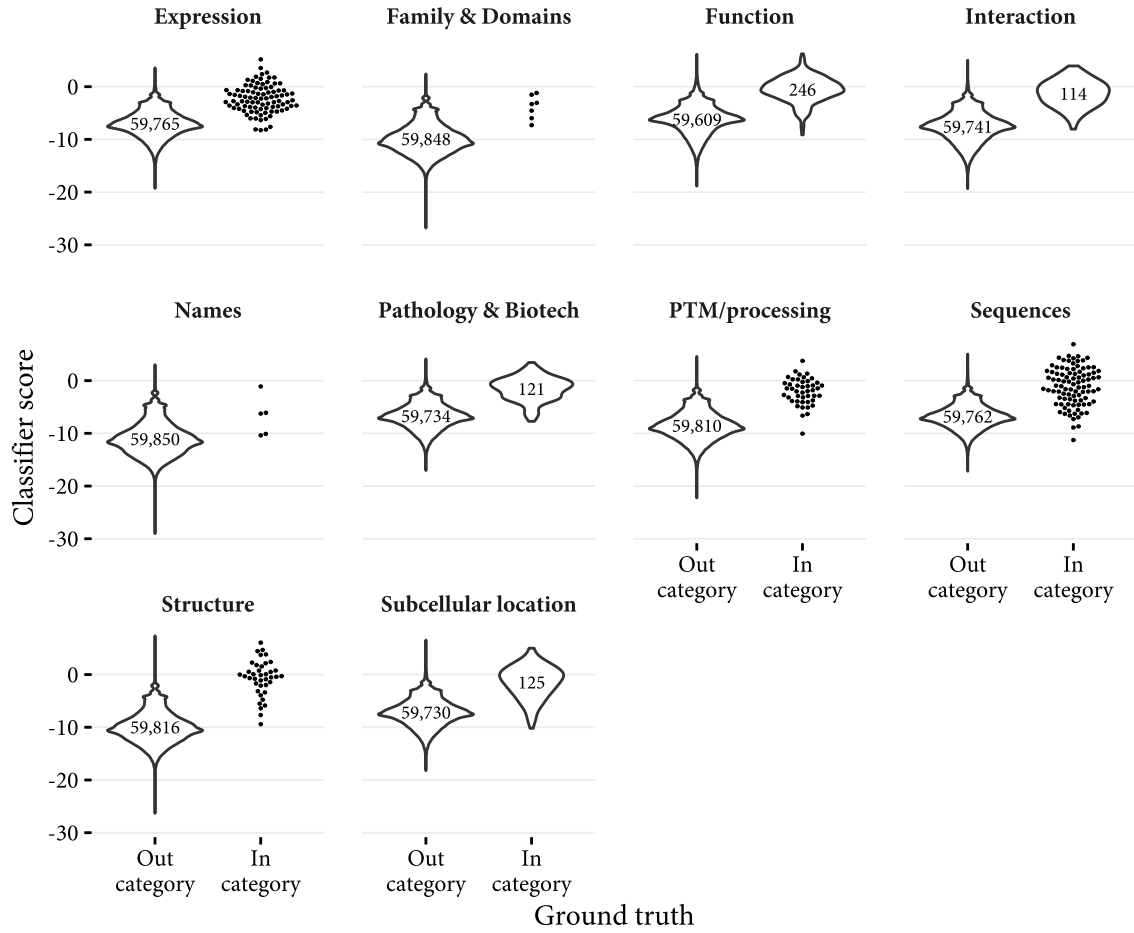 Expression Family & Domains Function Interaction
0
-10
-20
-30
59,765
59,848
59,609
246
59,741
114
Names Pathology & Biotech PTM/processing Sequences
Classifier score
0
-10
-20
-30
59,850
59,734
121
59,810
59,762
Out category
In category
Out category
In category
Structure Subcellular location
0
-10
-20
-30
59,816
59,730
125
Out category
In category
Out category
In category
Ground truth